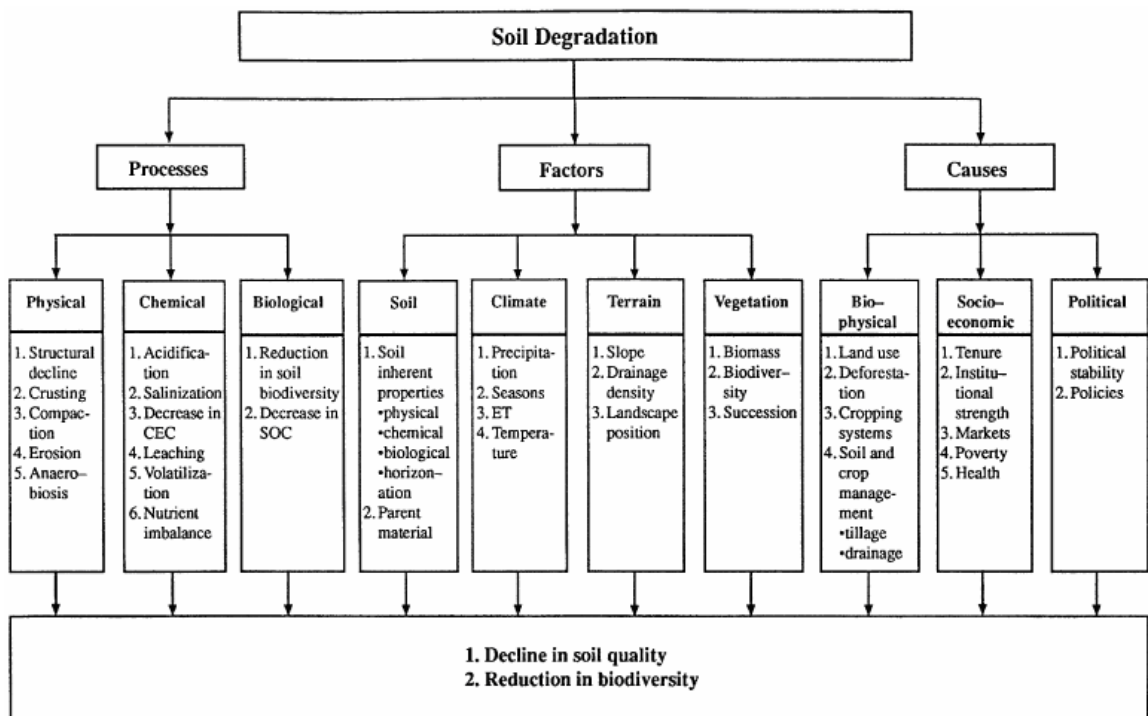 Soil Degradation
Processes
Factors
Causes
Physical
1. Structural
decline
2. Crusting
3. Compac-
tion
4. Erosion
5. Anaero–
biosis
Chemical
1. Acidifica-
tion
2. Salinization
3. Decrease in
CEC
4. Leaching
5. Volatiliza-
tion
6. Nutrient
imbalance
Biological
1. Reduction
in soil
biodiversity
2. Decrease in
SOC
Soil
1. Soil
inherent
properties
•physical
•chemical
•biological
•horizon-
ation
2. Parent
material
Climate
1. Precipita-
tion
2. Seasons
3. ET
4. Tempera-
ture
Terrain
1. Slope
2. Drainage
density
3. Landscape
position
Vegetation
1. Biomass
2. Biodiver-
sity
3. Succession
Bio–
physical
1. Land use
2. Deforesta-
tion
3. Cropping
systems
4. Soil and
crop
manage-
ment
•tillage
•drainage
Socio–
economic
1. Tenure
2. Institu-
tional
strength
3. Markets
4. Poverty
5. Health
Political
1. Political
stability
2. Policies
1. Decline in soil quality
2. Reduction in biodiversity